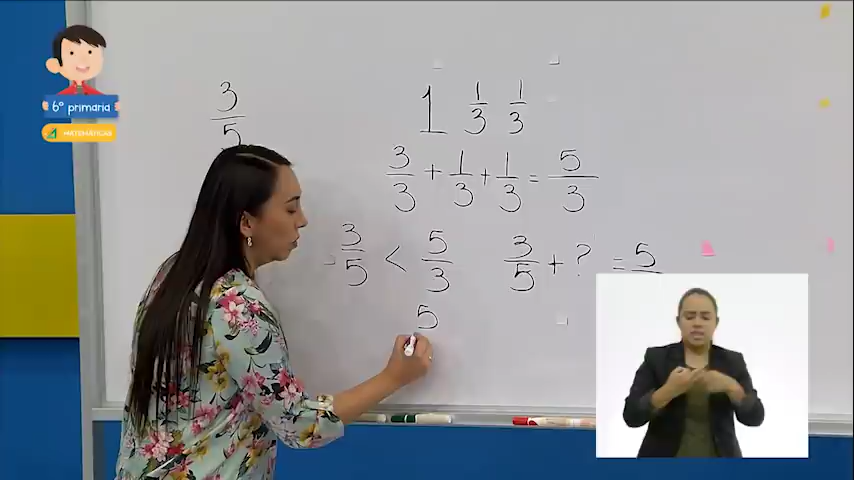 6° primaria
MATEMÁTICAS
3/5
1 1/3 1/3
3/3 + 1/3 + 1/3 = 5/3
3/5 < 5/3
3/5 + ? = 5
5